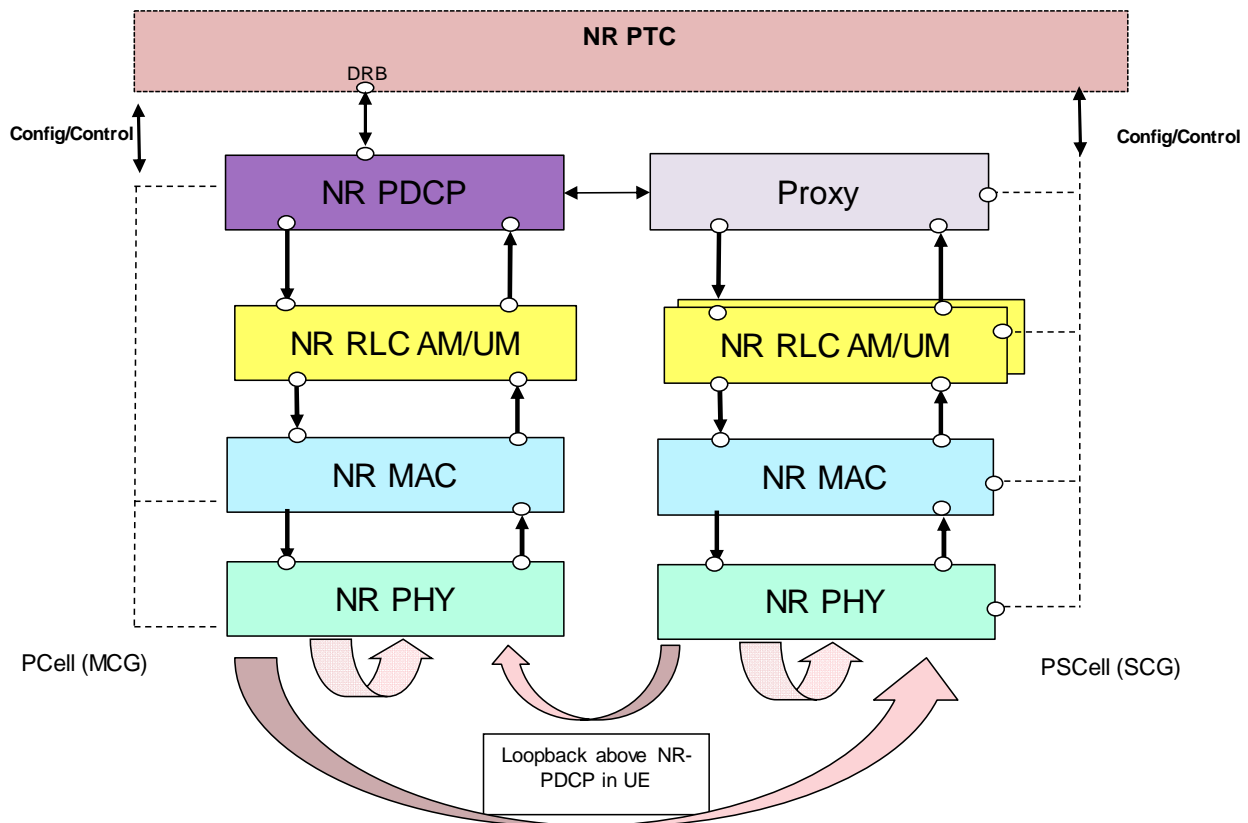 NR PTC
DRB
Config/Control
Config/Control
NR PDCP
Proxy
NR RLC AM/UM
NR RLC AM/UM
NR MAC
NR MAC
NR PHY
NR PHY
PCell (MCG)
PSCell (SCG)
Loopback above NR-
PDCP in UE